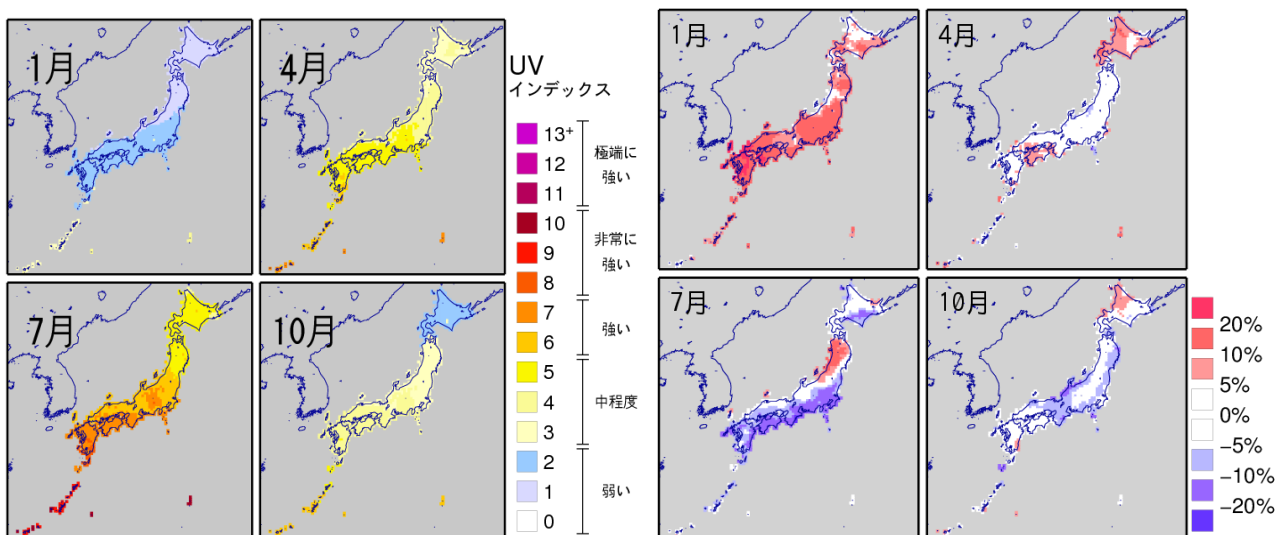 1月
4月
7月
10月
UV
インデックス
13+
12
11
10
9
8
7
6
5
4
3
2
1
0
極端に
強い
非常に
強い
強い
中程度
弱い
1月
4月
7月
10月
20%
10%
5%
0%
−5%
−10%
−20%